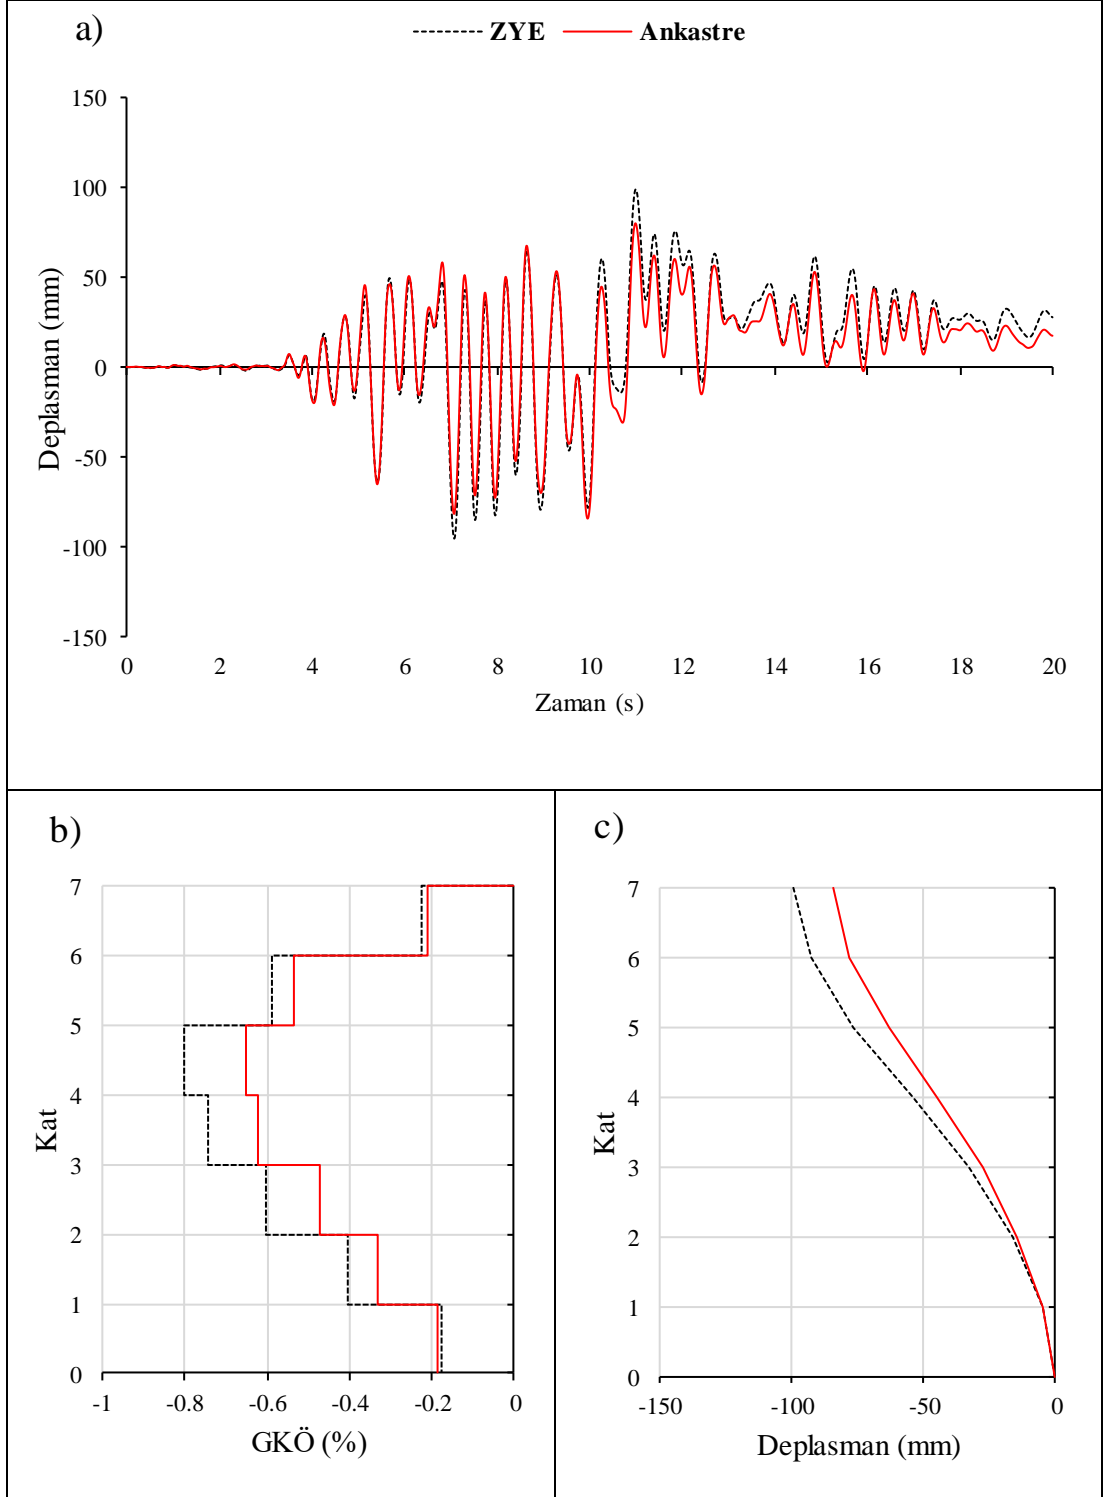 a)
ZYE Ankastre
150
100
50
0
-50
-100
-150
Deplasman (mm)
0 2 4 6 8 10 12 14 16 18 20
Zaman (s)
b)
7
6
5
4
3
2
1
0
Kat
-1 -0.8 -0.6 -0.4 -0.2 0
GKÖ (%)
c)
7
6
5
4
3
2
1
0
Kat
-150 -100 -50 0
Deplasman (mm)